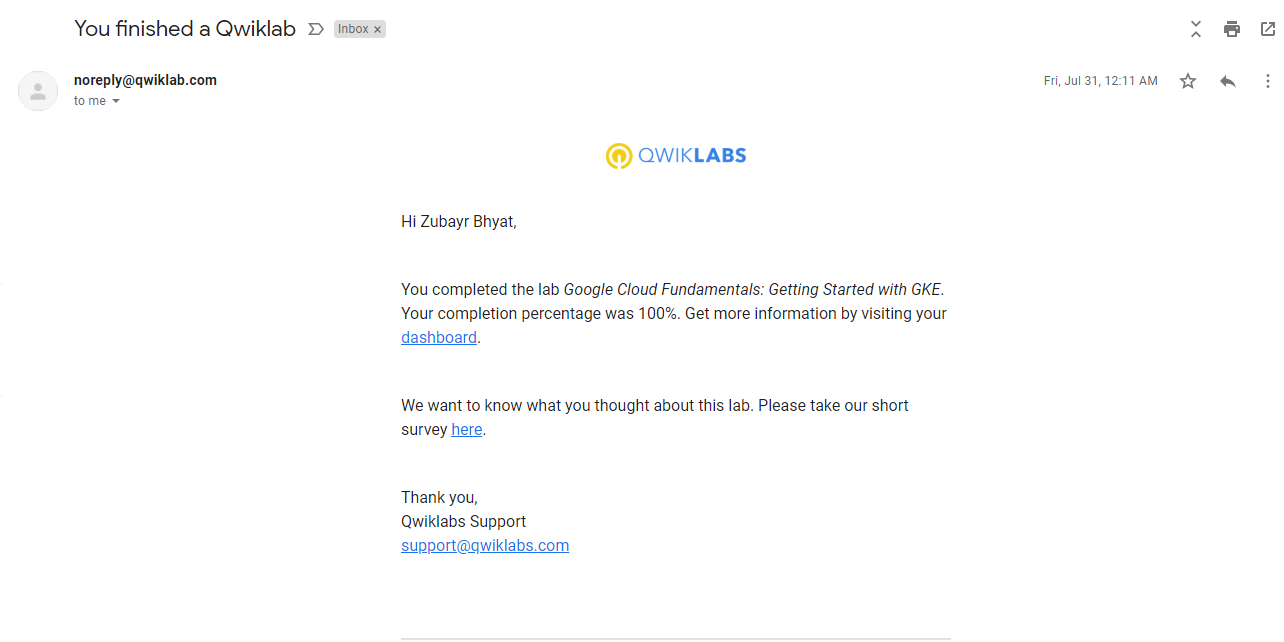 You finished a Qwiklab Inbox ×
noreply@qwiklab.com Fri, Jul 31, 12:11 AM
to me
QWIKLABS
Hi Zubayr Bhyat,
You completed the lab Google Cloud Fundamentals: Getting Started with GKE.
Your completion percentage was 100%. Get more information by visiting your
dashboard.
We want to know what you thought about this lab. Please take our short
survey here.
Thank you,
Qwiklabs Support
support@qwiklabs.com